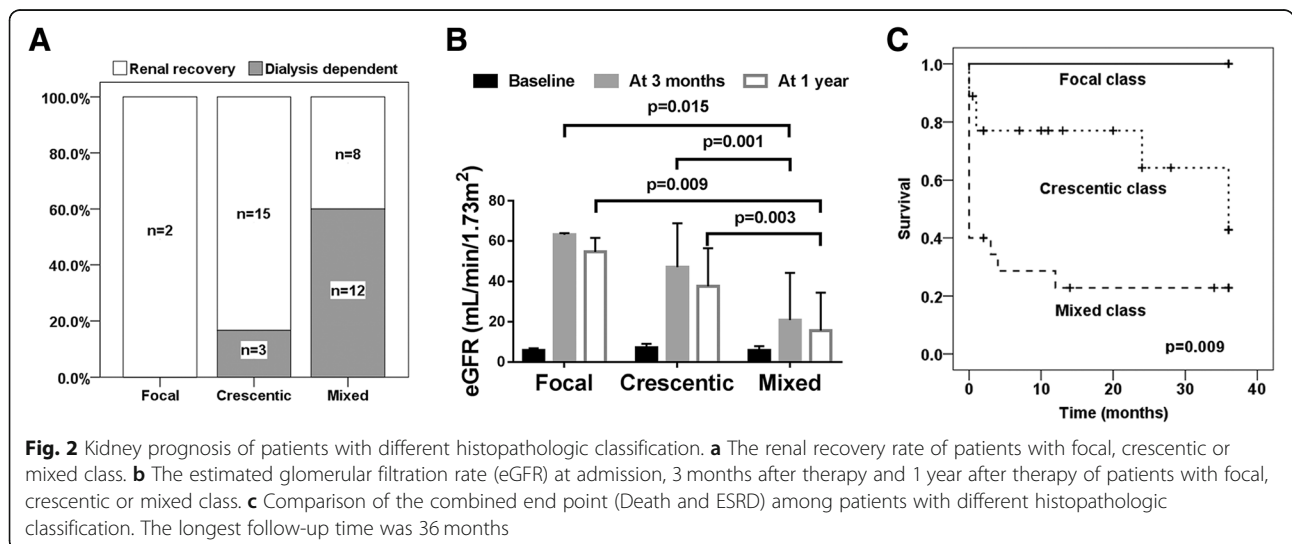 A
Renal recovery Dialysis dependent
100.0%
80.0%
60.0%
40.0%
20.0%
0.0%
n=2
n=15
n=3
n=8
n=12
Focal Crescentic Mixed
B
Baseline At 3 months At 1 year
p=0.015
p=0.001
p=0.009
p=0.003
eGFR (mL/min/1.73m²)
80
60
40
20
0
Focal Crescentic Mixed
C
Survival
1.0
0.8
0.6
0.4
0.2
0.0
Focal class
Crescentic class
Mixed class
p=0.009
0 10 20 30 40
Time (months)
Fig. 2 Kidney prognosis of patients with different histopathologic classification. a The renal recovery rate of patients with focal, crescentic or
mixed class. b The estimated glomerular filtration rate (eGFR) at admission, 3 months after therapy and 1 year after therapy of patients with focal,
crescentic or mixed class. c Comparison of the combined end point (Death and ESRD) among patients with different histopathologic
classification. The longest follow-up time was 36 months